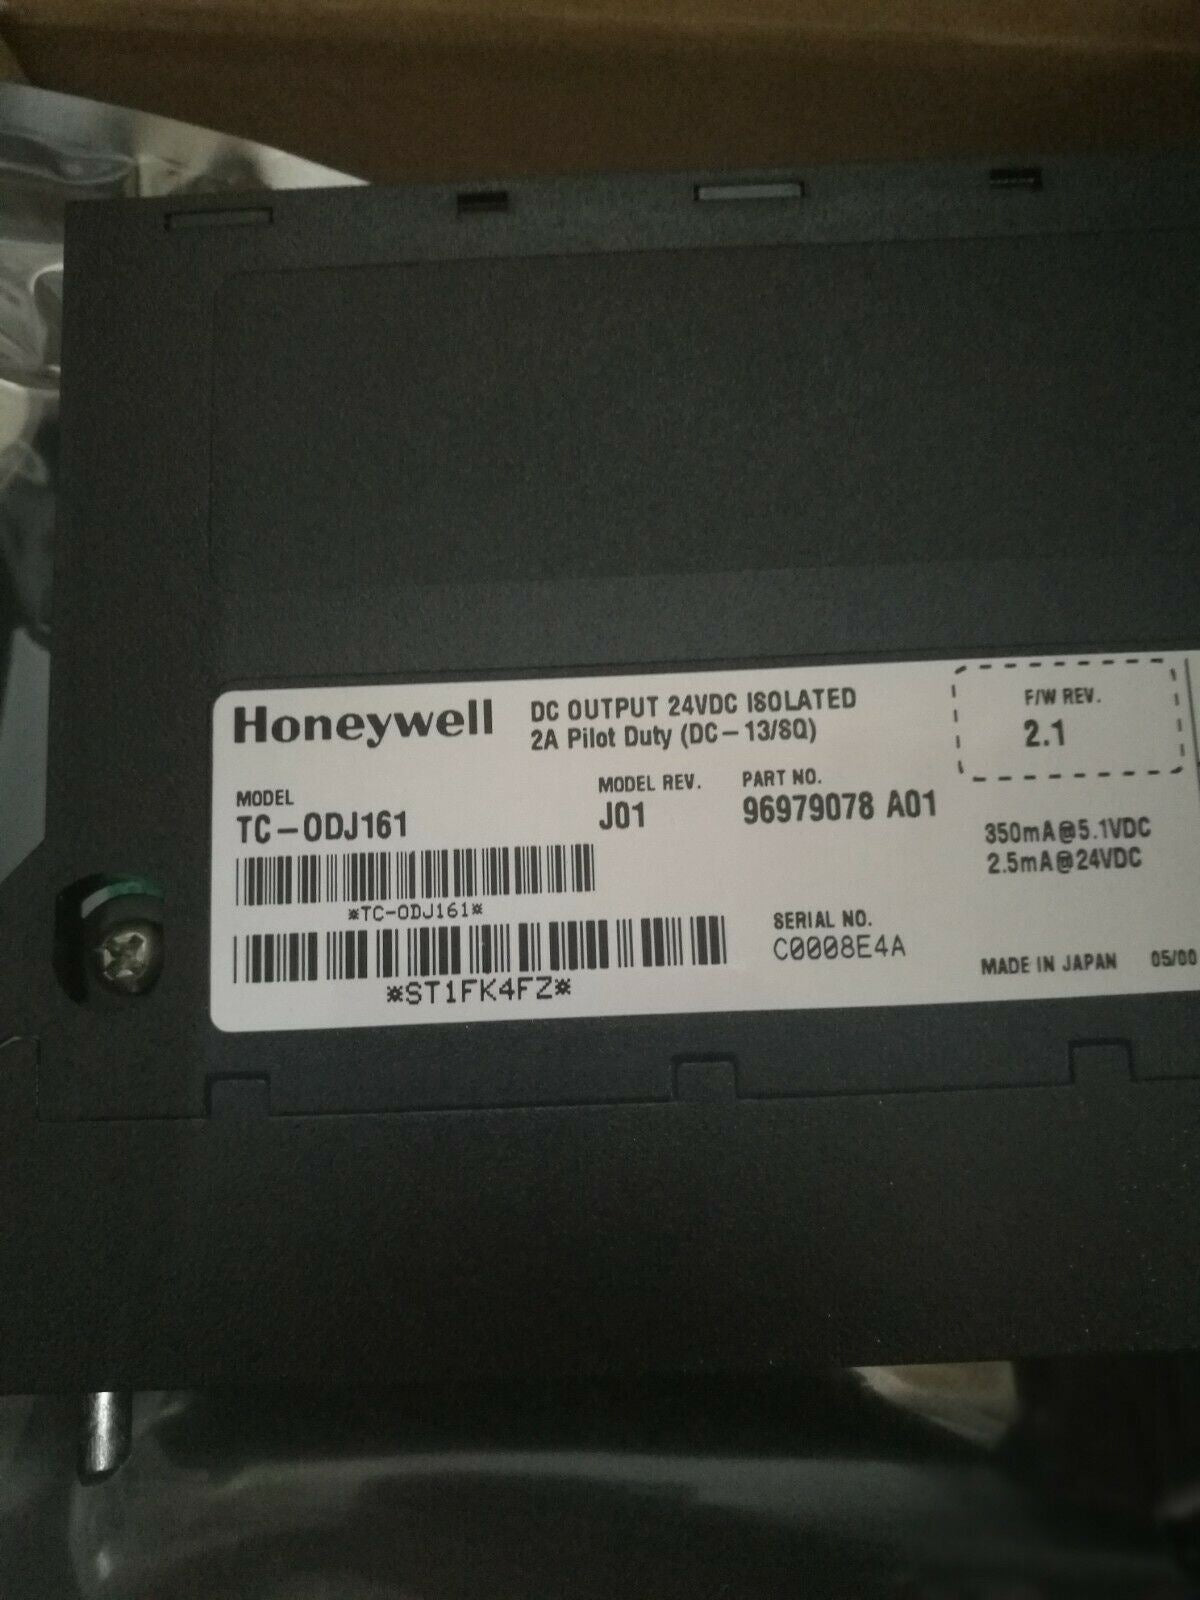 Honeywell
DC OUTPUT 24VDC ISOLATED
2A Pilot Duty (DC-13/SQ)
F/W REV.
2.1
MODEL
TC-ODJ161
MODEL REV.
J01
PART NO.
96979078 A01
350mA@5.1VDC
2.5mA@24VDC
*TC-ODJ161*
*ST1FK4FZ*
SERIAL NO.
C0008E4A
MADE IN JAPAN 05/00